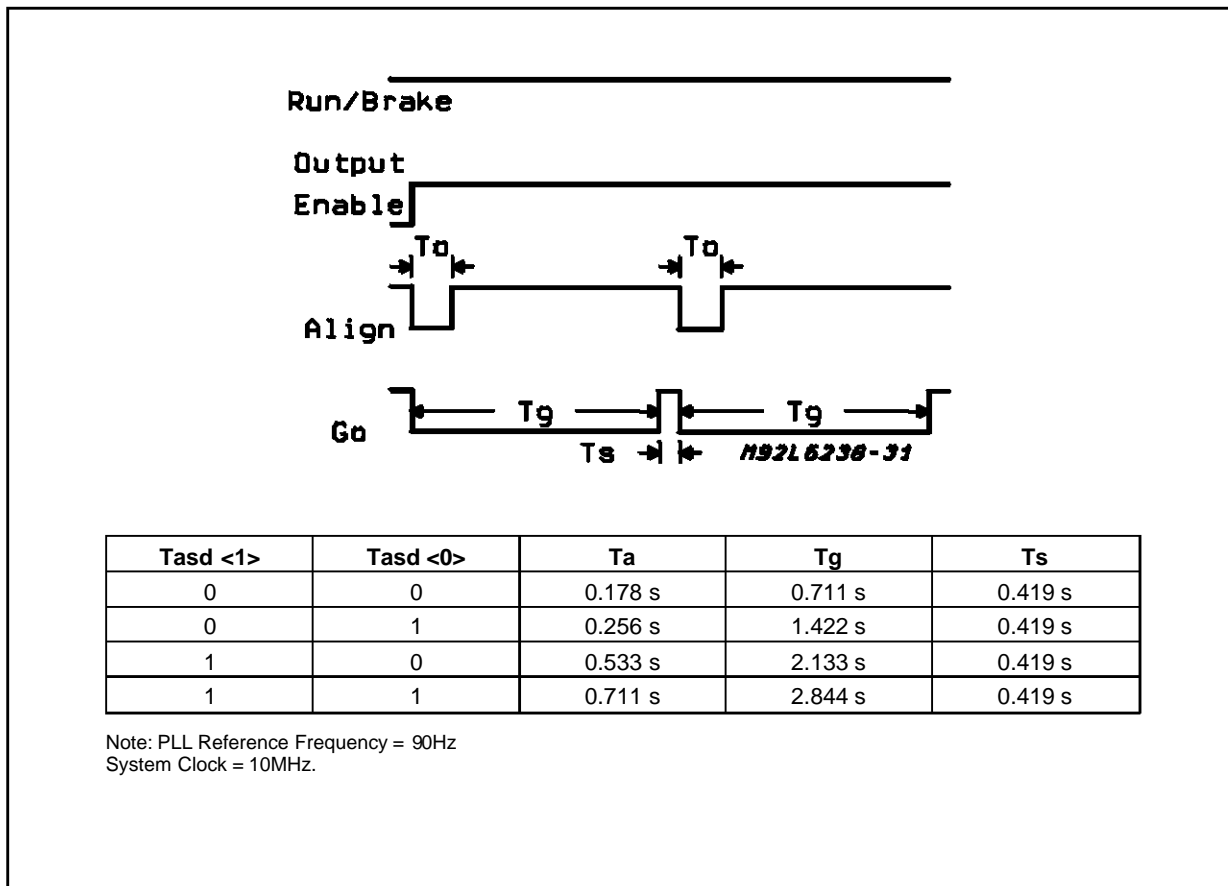 Run/Brake
Output
Enable
Ta Ta
Align
Tg Tg
Go
Ts M92L6238-31
Tasd <1> Tasd <0> Ta Tg Ts
0 0 0.178 s 0.711 s 0.419 s
0 1 0.256 s 1.422 s 0.419 s
1 0 0.533 s 2.133 s 0.419 s
1 1 0.711 s 2.844 s 0.419 s
Note: PLL Reference Frequency = 90Hz
System Clock = 10MHz.